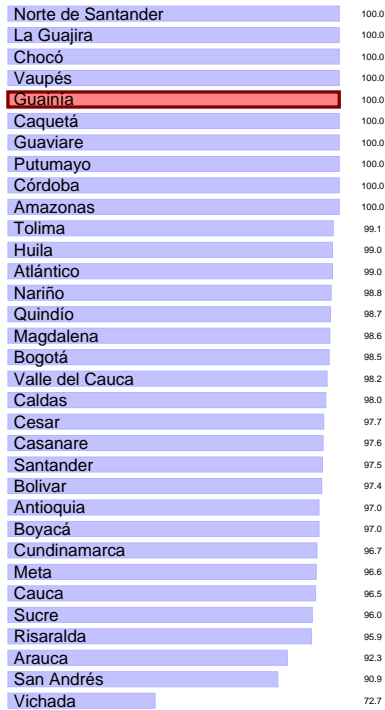 Norte de Santander 100.0
La Guajira 100.0
Chocó 100.0
Vaupés 100.0
Guainía 100.0
Caquetá 100.0
Guaviare 100.0
Putumayo 100.0
Córdoba 100.0
Amazonas 100.0
Tolima 99.1
Huila 99.0
Atlántico 99.0
Nariño 98.8
Quindío 98.7
Magdalena 98.6
Bogotá 98.5
Valle del Cauca 98.2
Caldas 98.0
Cesar 97.7
Casanare 97.6
Santander 97.5
Bolivar 97.4
Antioquia 97.0
Boyacá 97.0
Cundinamarca 96.7
Meta 96.6
Cauca 96.5
Sucre 96.0
Risaralda 95.9
Arauca 92.3
San Andrés 90.9
Vichada 72.7